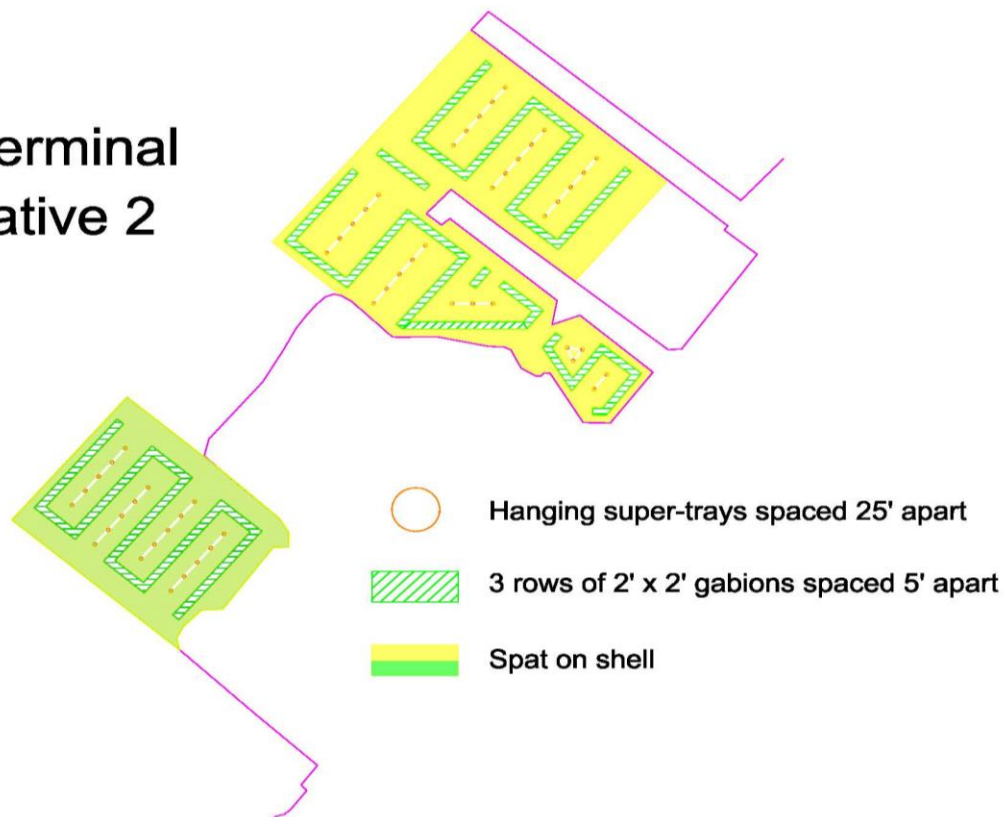 erminal
ative 2
Hanging super-trays spaced 25' apart
3 rows of 2' x 2' gabions spaced 5' apart
Spat on shell